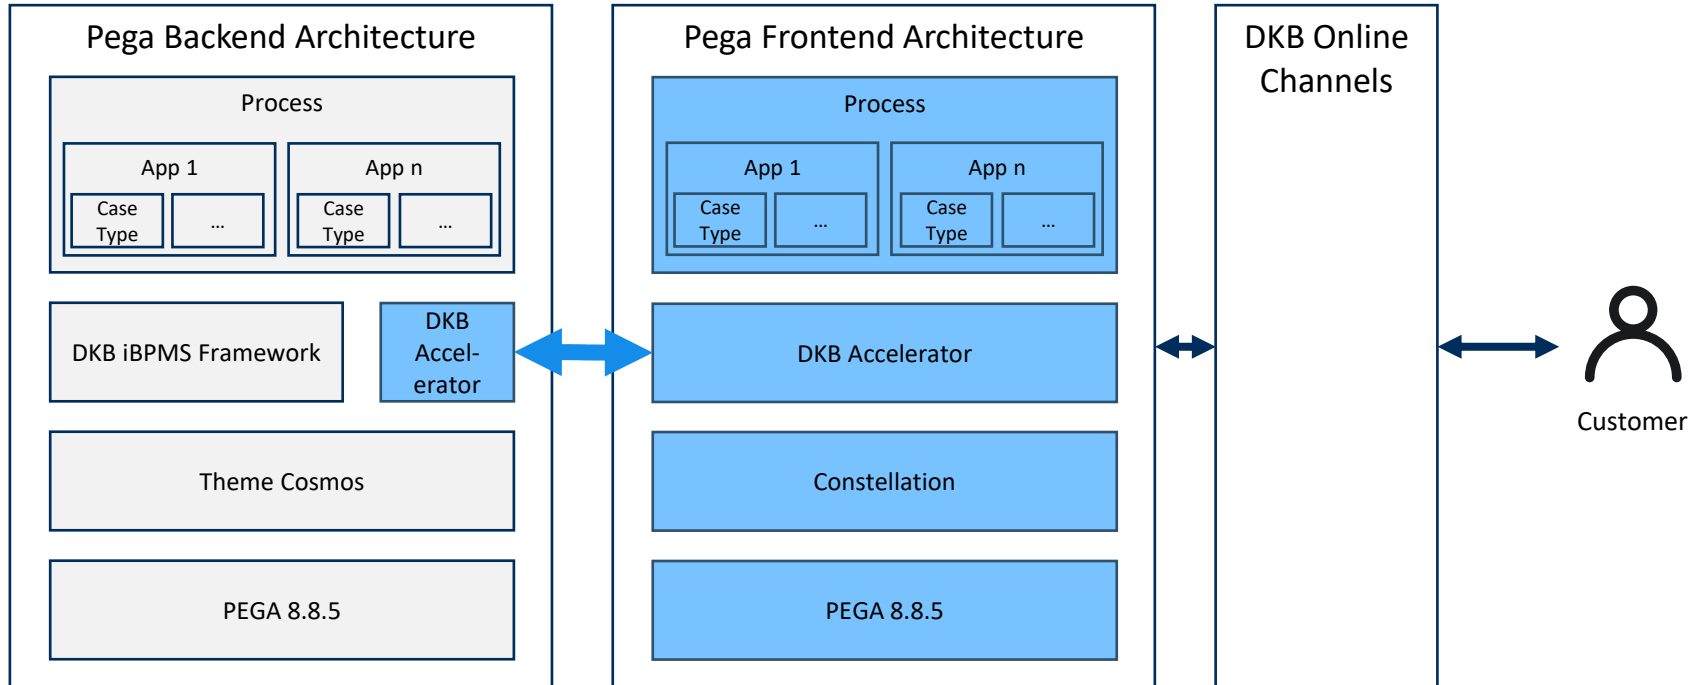 Pega Backend Architecture
Process
App 1
App n
Case
Type
...
Case
Type
...
DKB iBPMS Framework
DKB
Accel-
erator
Theme Cosmos
PEGA 8.8.5
Pega Frontend Architecture
Process
App 1
App n
Case
Type
...
Case
Type
...
DKB Accelerator
Constellation
PEGA 8.8.5
DKB Online
Channels
Customer